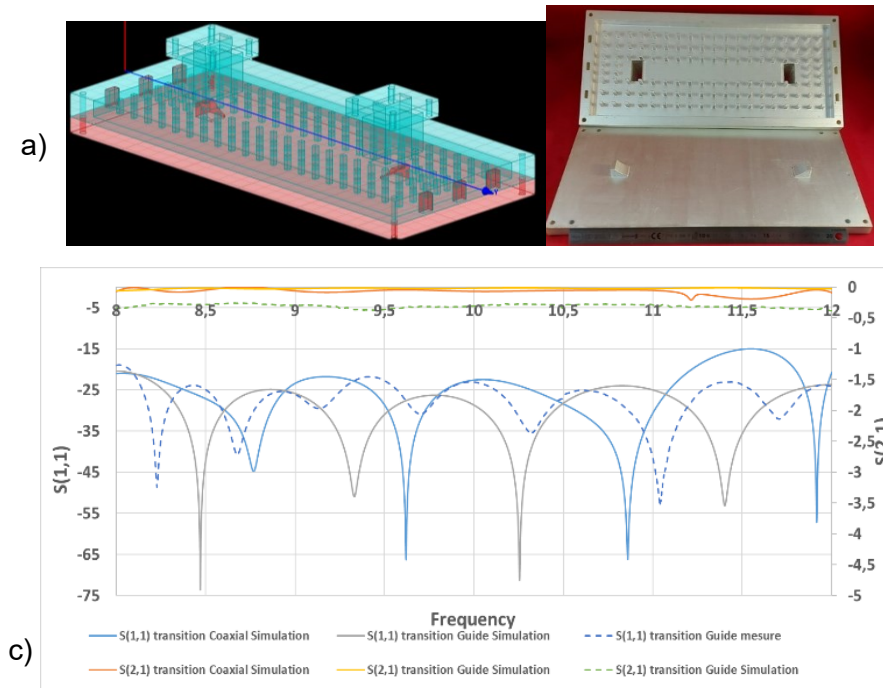 a)
Y
-5
-15
-25
-35
-45
-55
-65
-75
S(1,1)
8 8,5 9 9,5 10 10,5 11 11,5 12
0
-0,5
-1
-1,5
-2
-2,5
-3
-3,5
-4
-4,5
-5
S(2,1)
Frequency
S(1,1) transition Coaxial Simulation S(1,1) transition Guide Simulation S(1,1) transition Guide mesure
c)
S(2,1) transition Coaxial Simulation S(2,1) transition Guide Simulation S(2,1) transition Guide Simulation